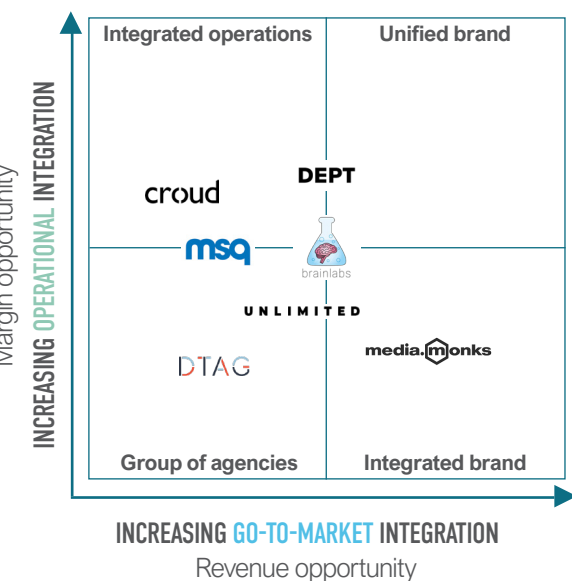 Integrated operations
Unified brand
DEPT
croud
msq
brainlabs
UNLIMITED
DTAG
media.monks
Group of agencies
Integrated brand
Margin opportunity
INCREASING OPERATIONAL INTEGRATION
INCREASING GO-TO-MARKET INTEGRATION
Revenue opportunity